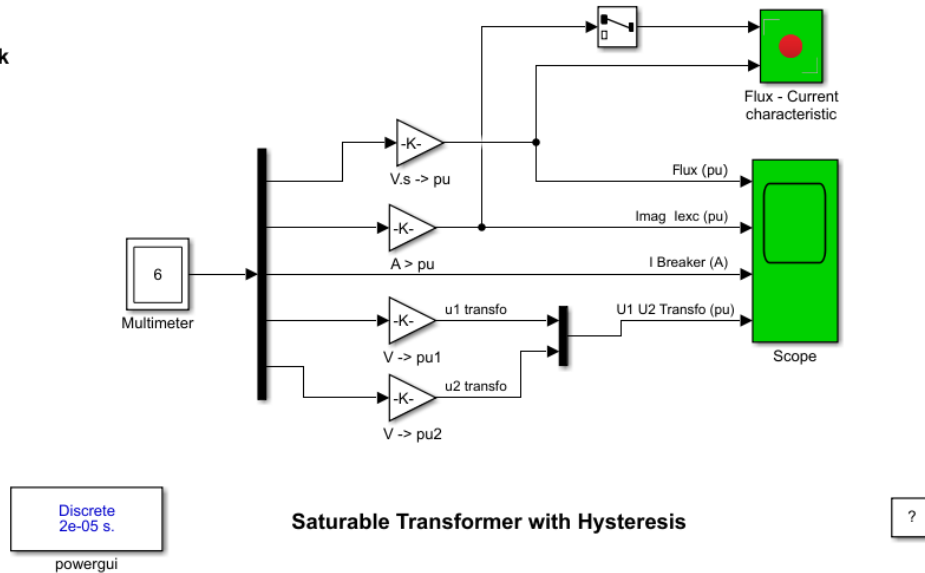 k
Flux - Current
characteristic
-K-
V.s -> pu
Flux (pu)
-K-
Imag Iexc (pu)
A > pu
I Breaker (A)
6
Multimeter
-K-
u1 transfo
U1 U2 Transfo (pu)
V -> pu1
Scope
-K-
u2 transfo
V -> pu2
Discrete
2e-05 s.
powergui
Saturable Transformer with Hysteresis
?